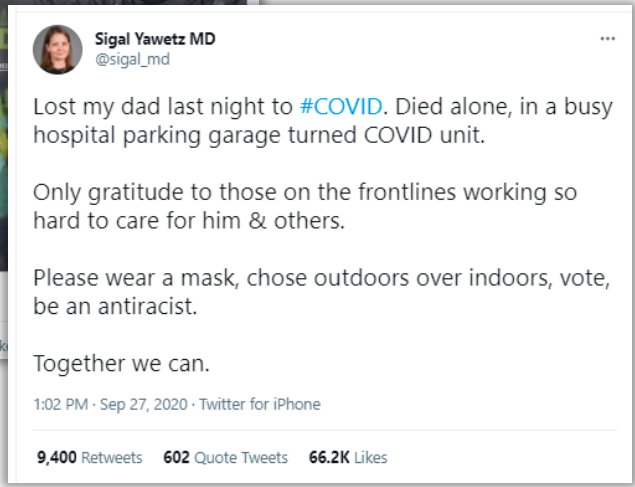 Sigal Yawetz MD
@sigal_md
Lost my dad last night to #COVID. Died alone, in a busy
hospital parking garage turned COVID unit.
Only gratitude to those on the frontlines working so
hard to care for him & others.
Please wear a mask, chose outdoors over indoors, vote,
be an antiracist.
Together we can.
1:02 PM · Sep 27, 2020 · Twitter for iPhone
9,400 Retweets 602 Quote Tweets 66.2K Likes